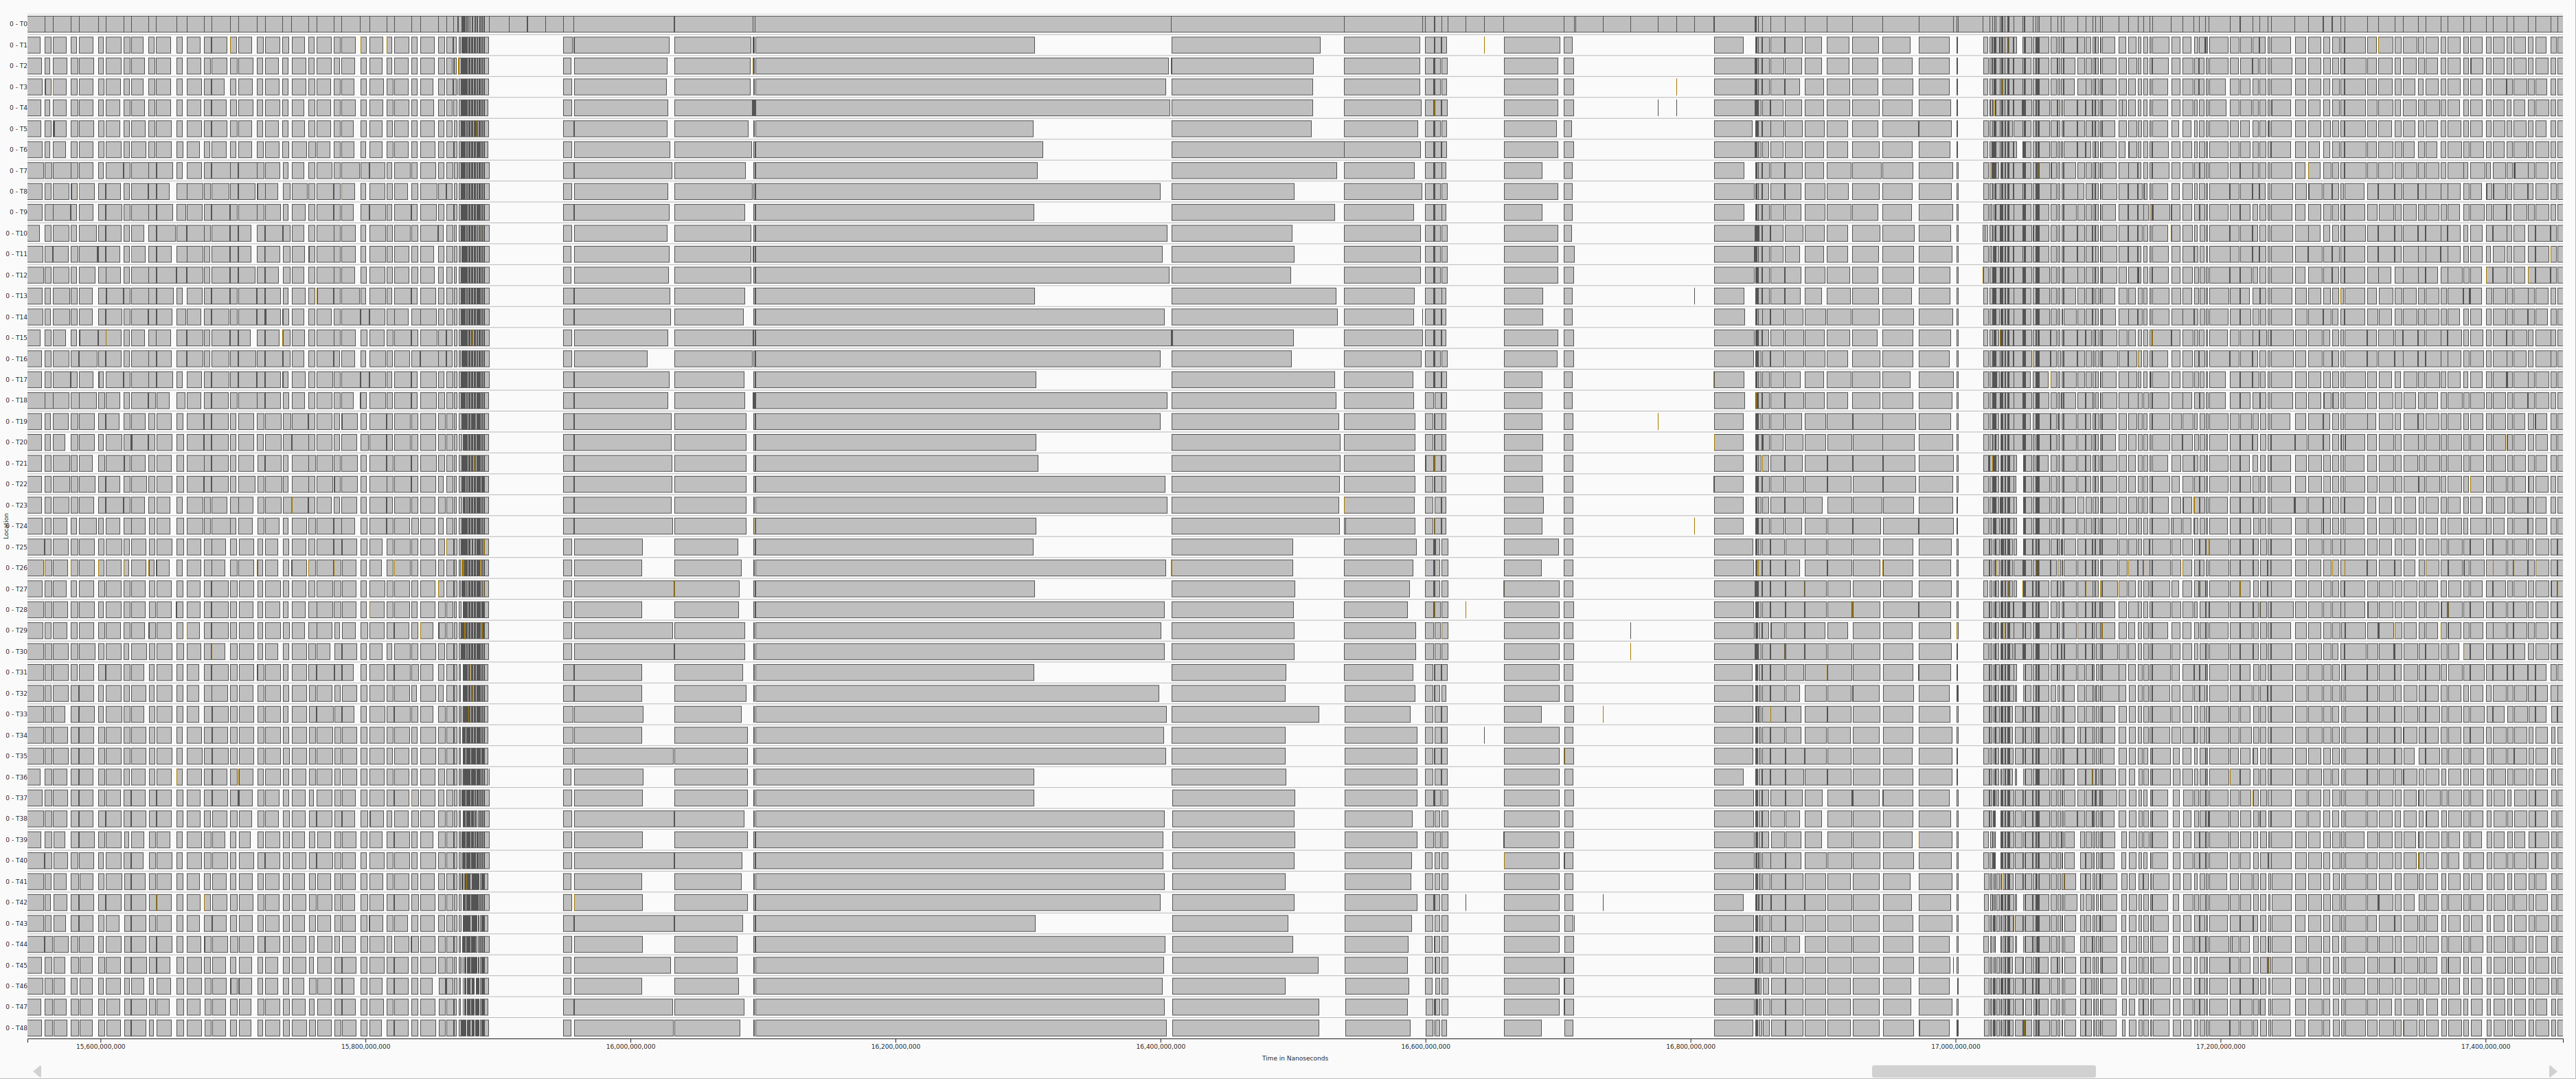 0 - T0
0 - T1
0 - T2
0 - T3
0 - T4
0 - T5
0 - T6
0 - T7
0 - T8
0 - T9
0 - T10
0 - T11
0 - T12
0 - T13
0 - T14
0 - T15
0 - T16
0 - T17
0 - T18
0 - T19
0 - T20
0 - T21
0 - T22
0 - T23
Location
0 - T24
0 - T25
0 - T26
0 - T27
0 - T28
0 - T29
0 - T30
0 - T31
0 - T32
0 - T33
0 - T34
0 - T35
0 - T36
0 - T37
0 - T38
0 - T39
0 - T40
0 - T41
0 - T42
0 - T43
0 - T44
0 - T45
0 - T46
0 - T47
0 - T48
15,600,000,000 15,800,000,000 16,000,000,000 16,200,000,000 16,400,000,000 16,600,000,000 16,800,000,000 17,000,000,000 17,200,000,000 17,400,000,000
Time in Nanoseconds